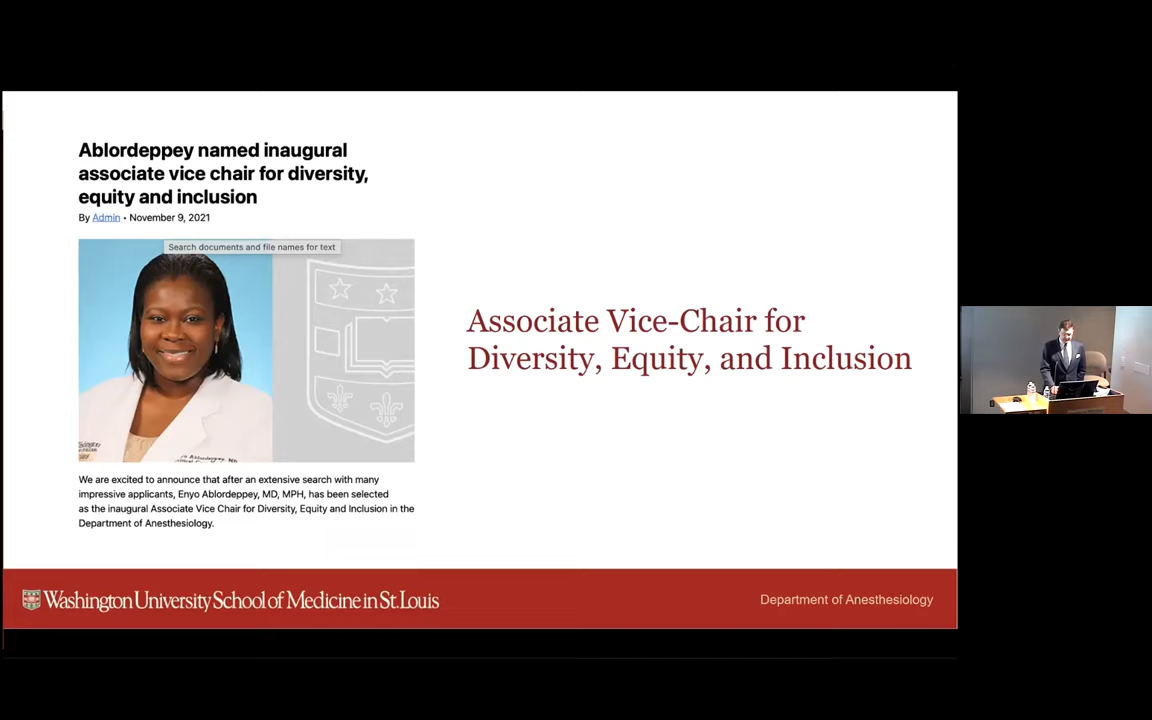 Ablordeppey named inaugural
associate vice chair for diversity,
equity and inclusion
By Admin • November 9, 2021
Search documents and file names for text
We are excited to announce that after an extensive search with many
impressive applicants, Enyo Ablordeppey, MD, MPH, has been selected
as the inaugural Associate Vice Chair for Diversity, Equity and Inclusion in the
Department of Anesthesiology.
Associate Vice-Chair for
Diversity, Equity, and Inclusion
Washington University School of Medicine in St. Louis
Department of Anesthesiology